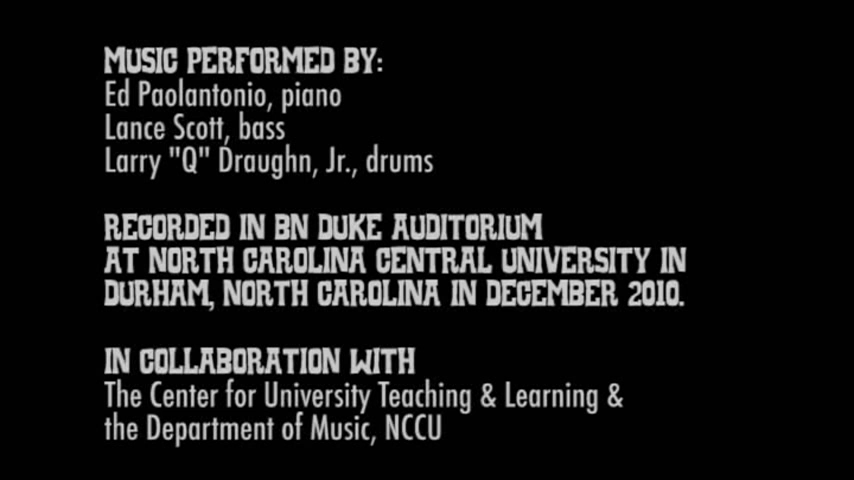 MUSIC PERFORMED BY:
Ed Paolantonio, piano
Lance Scott, bass
Larry "Q" Draughn, Jr., drums
RECORDED IN BN DUKE AUDITORIUM
AT NORTH CAROLINA CENTRAL UNIVERSITY IN
DURHAM, NORTH CAROLINA IN DECEMBER 2010.
IN COLLABORATION WITH
The Center for University Teaching & Learning &
the Department of Music, NCCU